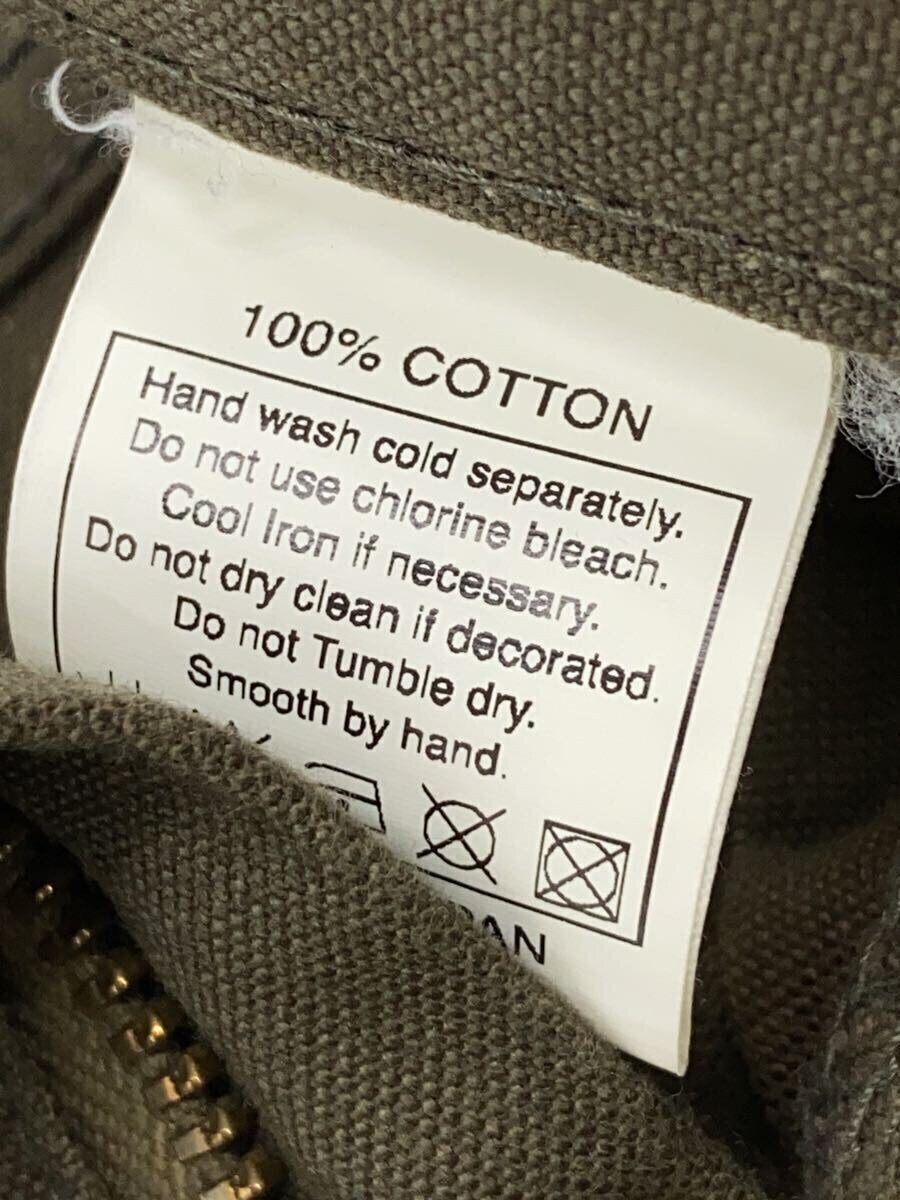 100% COTTON
Hand wash cold separately.
Do not use chlorine bleach.
Cool Iron if necessary.
Do not dry clean if decorated.
Do not Tumble dry.
Smooth by hand.